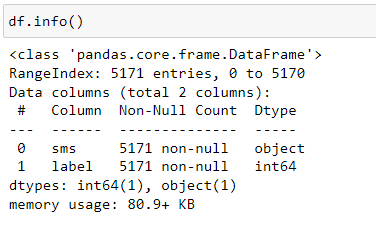 df.info()
<class 'pandas.core.frame.DataFrame'>
RangeIndex: 5171 entries, 0 to 5170
Data columns (total 2 columns):
 #   Column  Non-Null Count  Dtype
---  ------  --------------  -----
 0   sms     5171 non-null   object
 1   label   5171 non-null   int64
dtypes: int64(1), object(1)
memory usage: 80.9+ KB